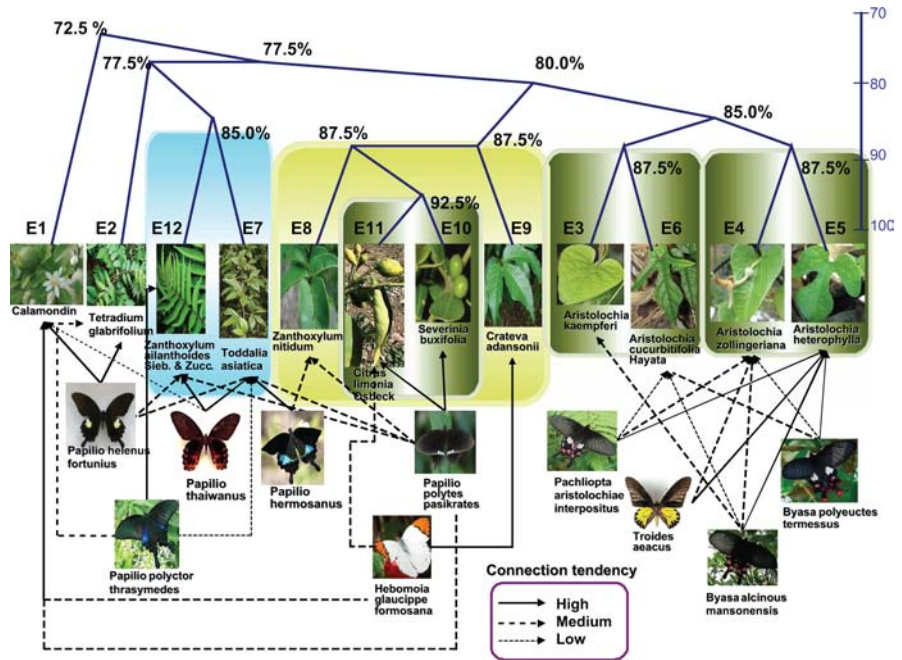 70
72.5 %
77.5%
77.5%
80.0%
80
85.0%
85.0%
87.5%
87.5%
87.5%
87.5%
90
92.5%
100
E1
E2
E12
E7
E8
E11
E10
E9
E3
E6
E4
E5
Calamondin
Tetradium
glabrifolium
Zanthoxylum
ailanthoides
Sieb. & Zucc.
Toddalia
asiatica
Zanthoxylum
nitidum
Citrus
limonia
Osbeck
Severinia
buxifolia
Crateva
adansonii
Aristolochia
kaempferi
Aristolochia
cucurbitifolia
Hayata
Aristolochia
zollingeriana
Aristolochia
heterophylla
Papilio helenus
fortunius
Papilio
thaiwanus
Papilio
hermosanus
Papilio
polytes
pasikrates
Pachliopta
aristolochiae
interpositus
Troides
aeacus
Byasa polyeuctes
termessus
Byasa alcinous
mansonensis
Papilio polyctor
thrasymedes
Hebomoia
glaucippe
formosana
Connection tendency
High
Medium
Low